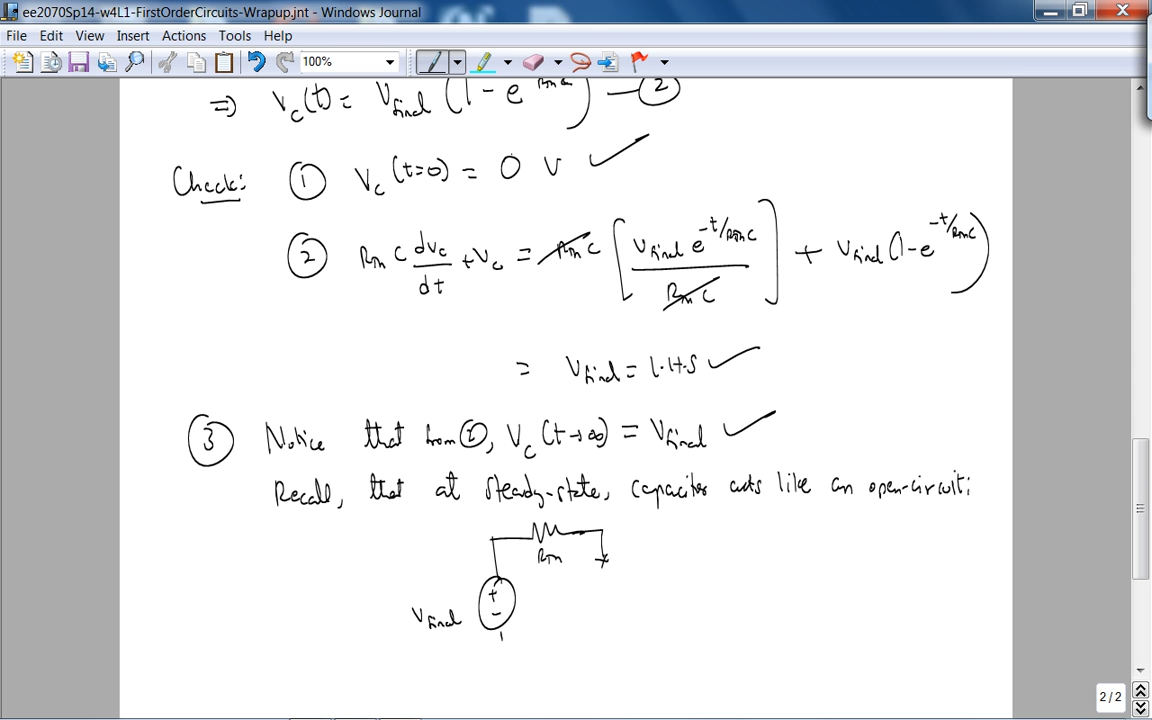 ee2070Sp14-w4L1-FirstOrderCircuits-Wrapup.jnt - Windows Journal
File Edit View Insert Actions Tools Help
100%
⇒ Vc(t) = Vfinal (1 - e RTHC) — ②
Check: ① Vc(t=0) = 0 V ✓
② RTH C dvc/dt + Vc = RTH C [Vfinal e^-t/RTHC / RTH C] + Vfinal (1 - e^-t/RTHC)
= Vfinal = L.H.S ✓
③ Notice that from ②, Vc(t→∞) = Vfinal ✓
Recall, that at steady-state, capacitor acts like an open-circuit:
RTH
+
Vfinal
-
2 / 2